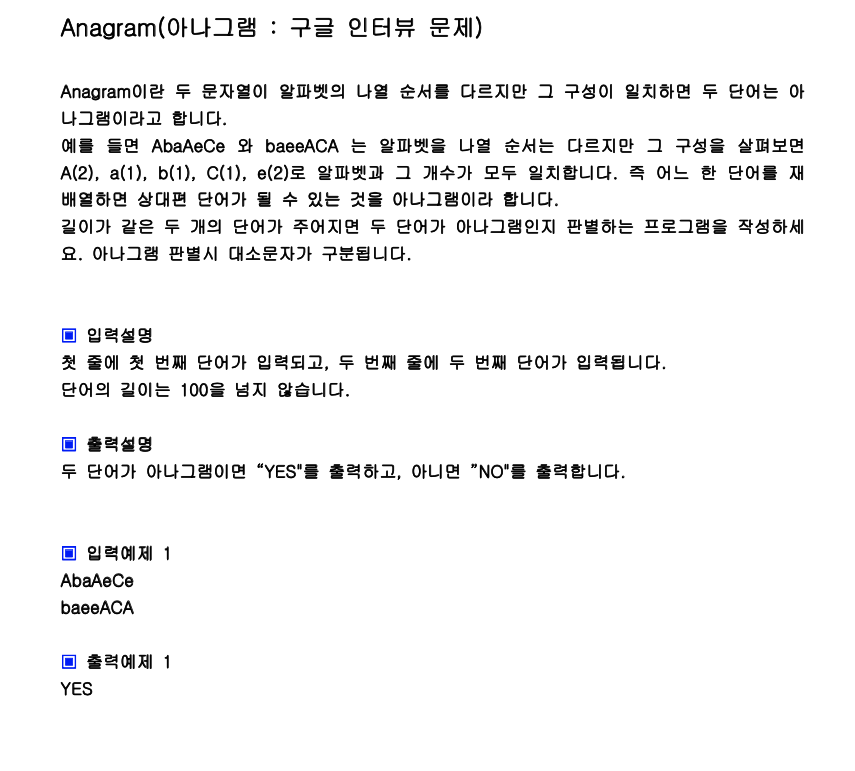 Anagram(아나그램 : 구글 인터뷰 문제)
Anagram이란 두 문자열이 알파벳의 나열 순서를 다르지만 그 구성이 일치하면 두 단어는 아
나그램이라고 합니다.
예를 들면 AbaAeCe 와 baeeACA 는 알파벳을 나열 순서는 다르지만 그 구성을 살펴보면
A(2), a(1), b(1), C(1), e(2)로 알파벳과 그 개수가 모두 일치합니다. 즉 어느 한 단어를 재
배열하면 상대편 단어가 될 수 있는 것을 아나그램이라 합니다.
길이가 같은 두 개의 단어가 주어지면 두 단어가 아나그램인지 판별하는 프로그램을 작성하세
요. 아나그램 판별시 대소문자가 구분됩니다.
▣ 입력설명
첫 줄에 첫 번째 단어가 입력되고, 두 번째 줄에 두 번째 단어가 입력됩니다.
단어의 길이는 100을 넘지 않습니다.
▣ 출력설명
두 단어가 아나그램이면 “YES"를 출력하고, 아니면 ”NO"를 출력합니다.
▣ 입력예제 1
AbaAeCe
baeeACA
▣ 출력예제 1
YES